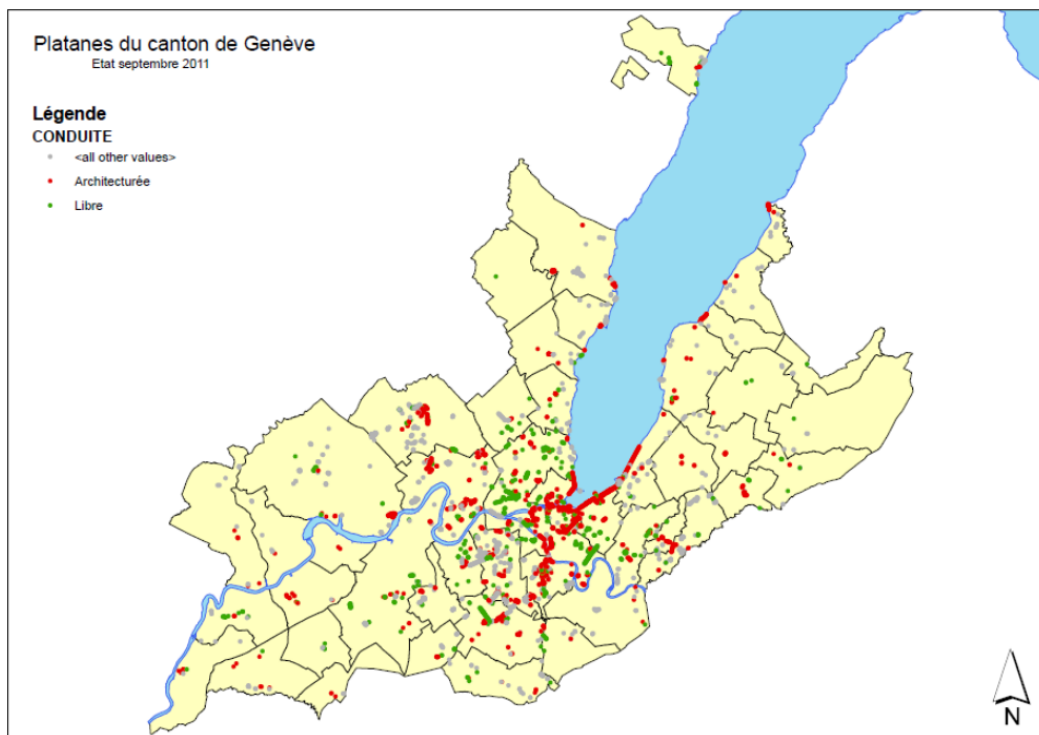 Platanes du canton de Genève
Etat septembre 2011
Légende
CONDUITE
<all other values>
Architecturée
Libre
N